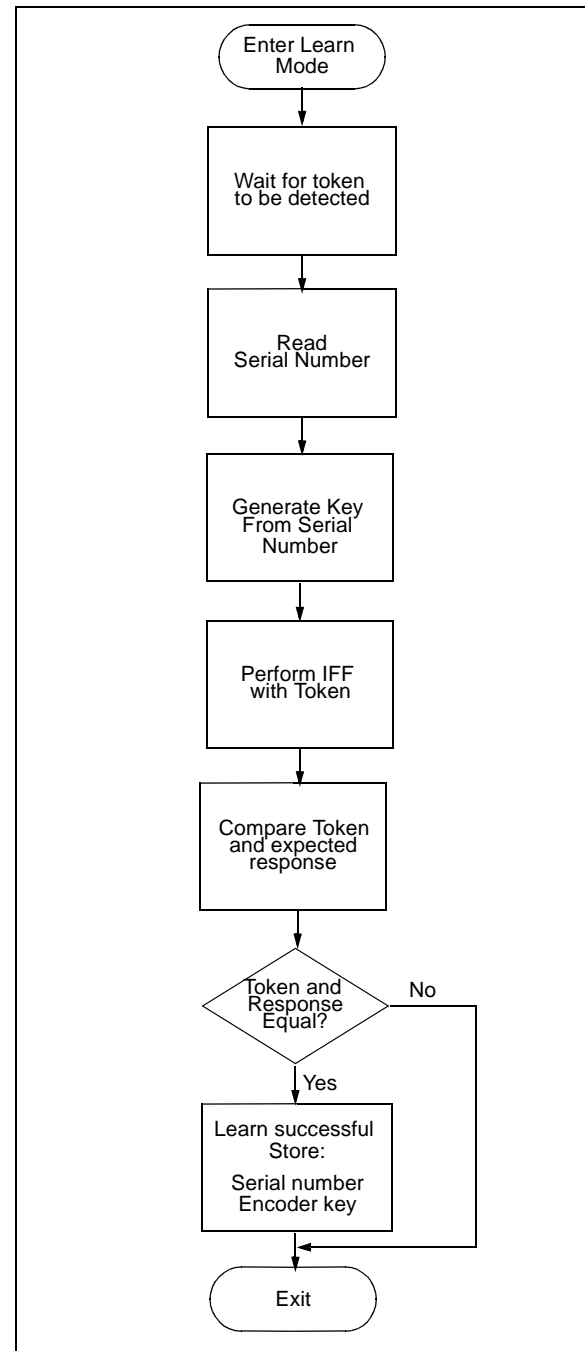 Enter Learn
Mode
Wait for token
to be detected
Read
Serial Number
Generate Key
From Serial
Number
Perform IFF
with Token
Compare Token
and expected
response
Token and
Response
Equal?
No
Yes
Learn successful
Store:
Serial number
Encoder key
Exit